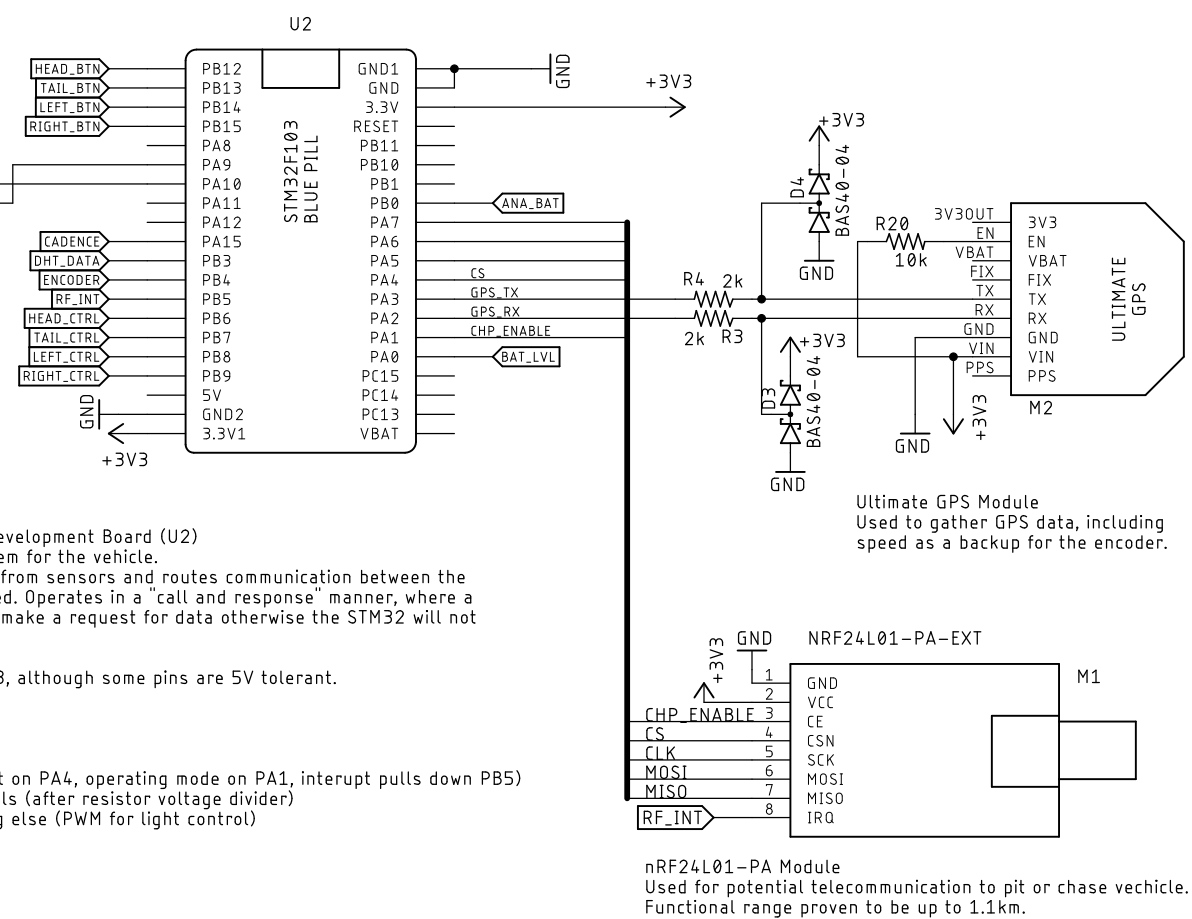 U2
HEAD_BTN
TAIL_BTN
LEFT_BTN
RIGHT_BTN
CADENCE
DHT_DATA
ENCODER
RF_INT
HEAD_CTRL
TAIL_CTRL
LEFT_CTRL
RIGHT_CTRL
GND
+3V3
PB12
PB13
PB14
PB15
PA8
PA9
PA10
PA11
PA12
PA15
PB3
PB4
PB5
PB6
PB7
PB8
PB9
5V
GND2
3.3V1
STM32F103
BLUE PILL
GND1
GND
3.3V
RESET
PB11
PB10
PB1
PB0
PA7
PA6
PA5
PA4
PA3
PA2
PA1
PA0
PC15
PC14
PC13
VBAT
GND
+3V3
ANA_BAT
CS
GPS_TX
GPS_RX
CHP_ENABLE
BAT_LVL
R4 2k
2k R3
+3V3
D4
BAS40-04
GND
+3V3
D3
BAS40-04
GND
R20
10k
3V3OUT
EN
VBAT
FIX
TX
RX
GND
VIN
PPS
3V3
EN
VBAT
FIX
TX
RX
GND
VIN
PPS
ULTIMATE
GPS
M2
GND
+3V3
Ultimate GPS Module
Used to gather GPS data, including
speed as a backup for the encoder.
evelopment Board (U2)
em for the vehicle.
from sensors and routes communication between the
ed. Operates in a "call and response" manner, where a
make a request for data otherwise the STM32 will not
3, although some pins are 5V tolerant.
t on PA4, operating mode on PA1, interupt pulls down PB5)
ls (after resistor voltage divider)
g else (PWM for light control)
+3V3
GND
NRF24L01-PA-EXT
M1
CHP_ENABLE
CS
CLK
MOSI
MISO
RF_INT
1
2
3
4
5
6
7
8
GND
VCC
CE
CSN
SCK
MOSI
MISO
IRQ
nRF24L01-PA Module
Used for potential telecommunication to pit or chase vechicle.
Functional range proven to be up to 1.1km.